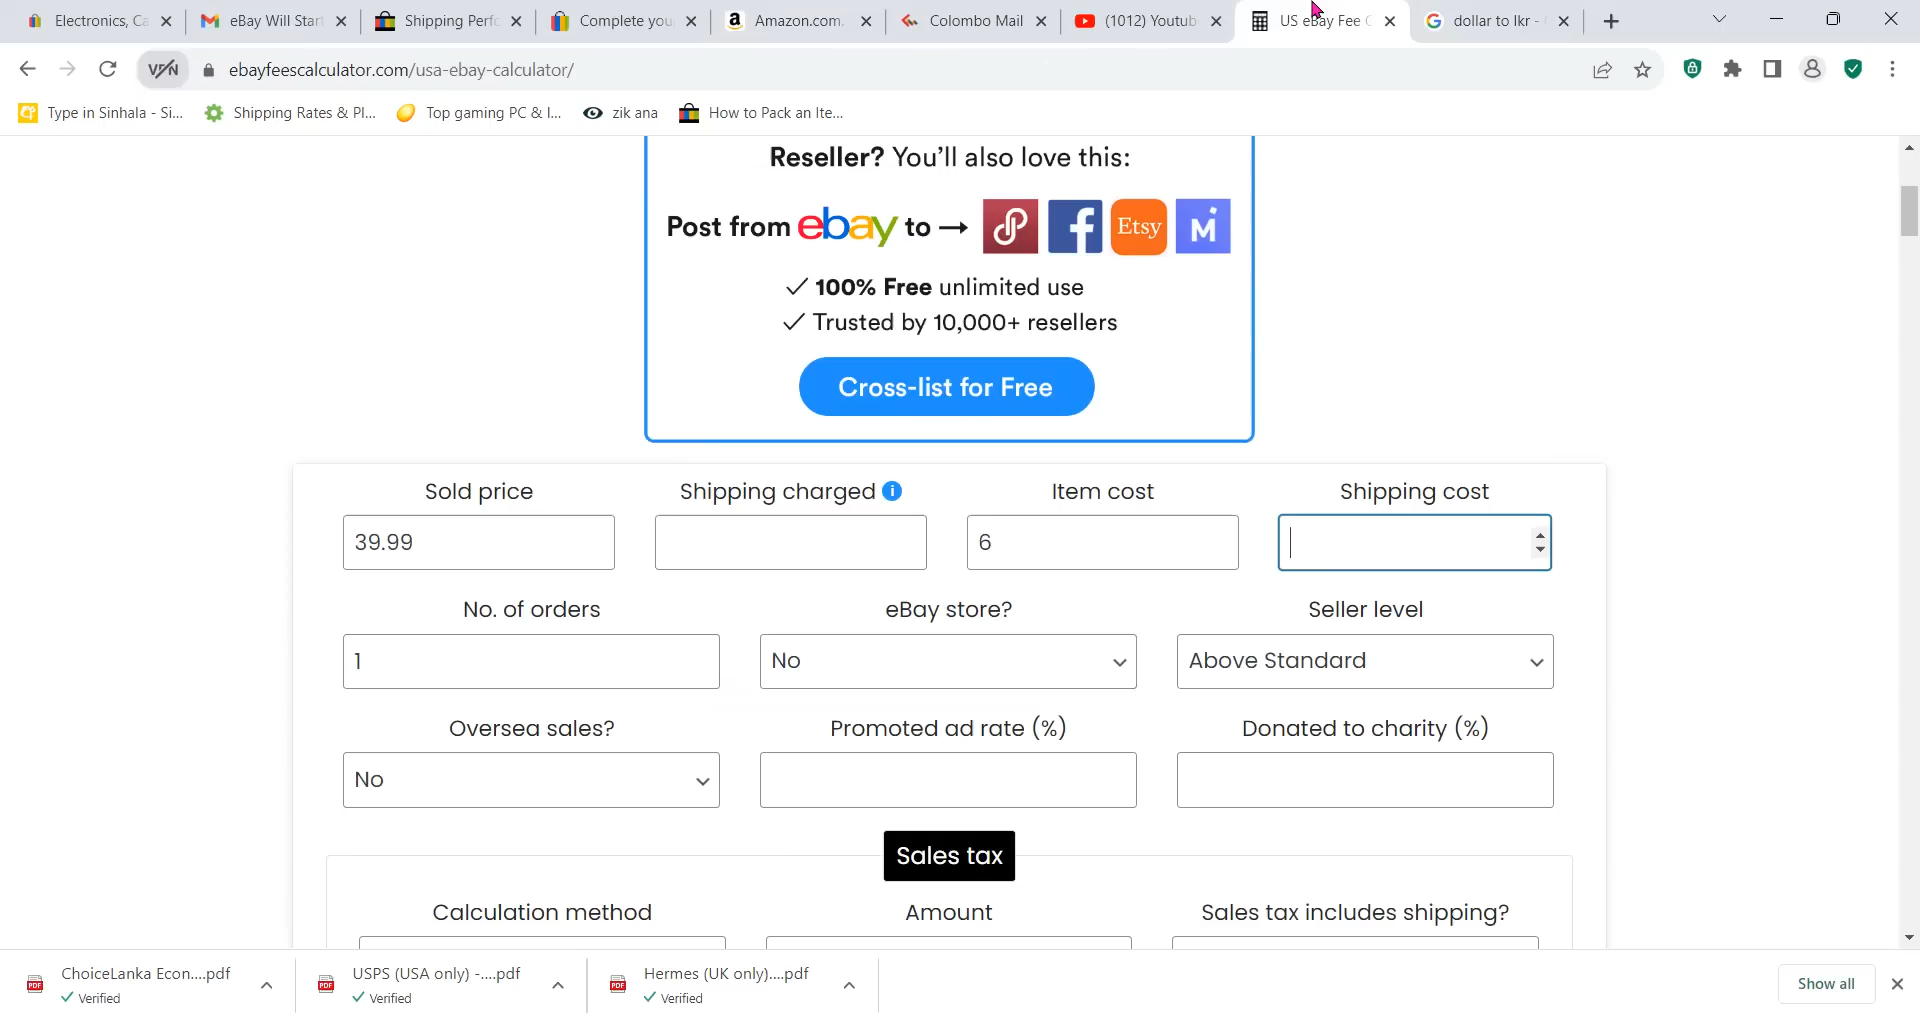 Electronics, Ca
eBay Will Star
Shipping Perfo
Complete you
Amazon.com.
Colombo Mail
(1012) Youtub
US eBay Fee C
dollar to lkr -
VPN
ebayfeescalculator.com/usa-ebay-calculator/
Type in Sinhala - Si...
Shipping Rates & Pl...
Top gaming PC & l...
zik ana
How to Pack an Ite...
Reseller? You'll also love this:
Post from ebay to → Etsy
✓ 100% Free unlimited use
✓ Trusted by 10,000+ resellers
Cross-list for Free
Sold price
Shipping charged
Item cost
Shipping cost
39.99
6
No. of orders
eBay store?
Seller level
1
No
Above Standard
Oversea sales?
Promoted ad rate (%)
Donated to charity (%)
No
Sales tax
Calculation method
Amount
Sales tax includes shipping?
ChoiceLanka Econ....pdf
Verified
USPS (USA only) -....pdf
Verified
Hermes (UK only)....pdf
Verified
Show all